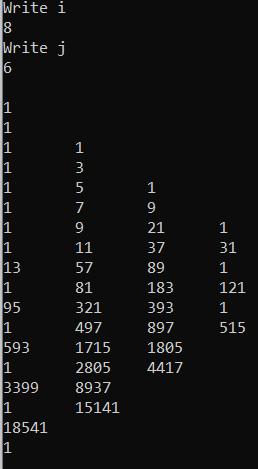 Write i
8
Write j
6
1
1
1 1
1 3
1 5 1
1 7 9
1 9 21 1
1 11 37 31
13 57 89 1
1 81 183 121
95 321 393 1
1 497 897 515
593 1715 1805
1 2805 4417
3399 8937
1 15141
18541
1